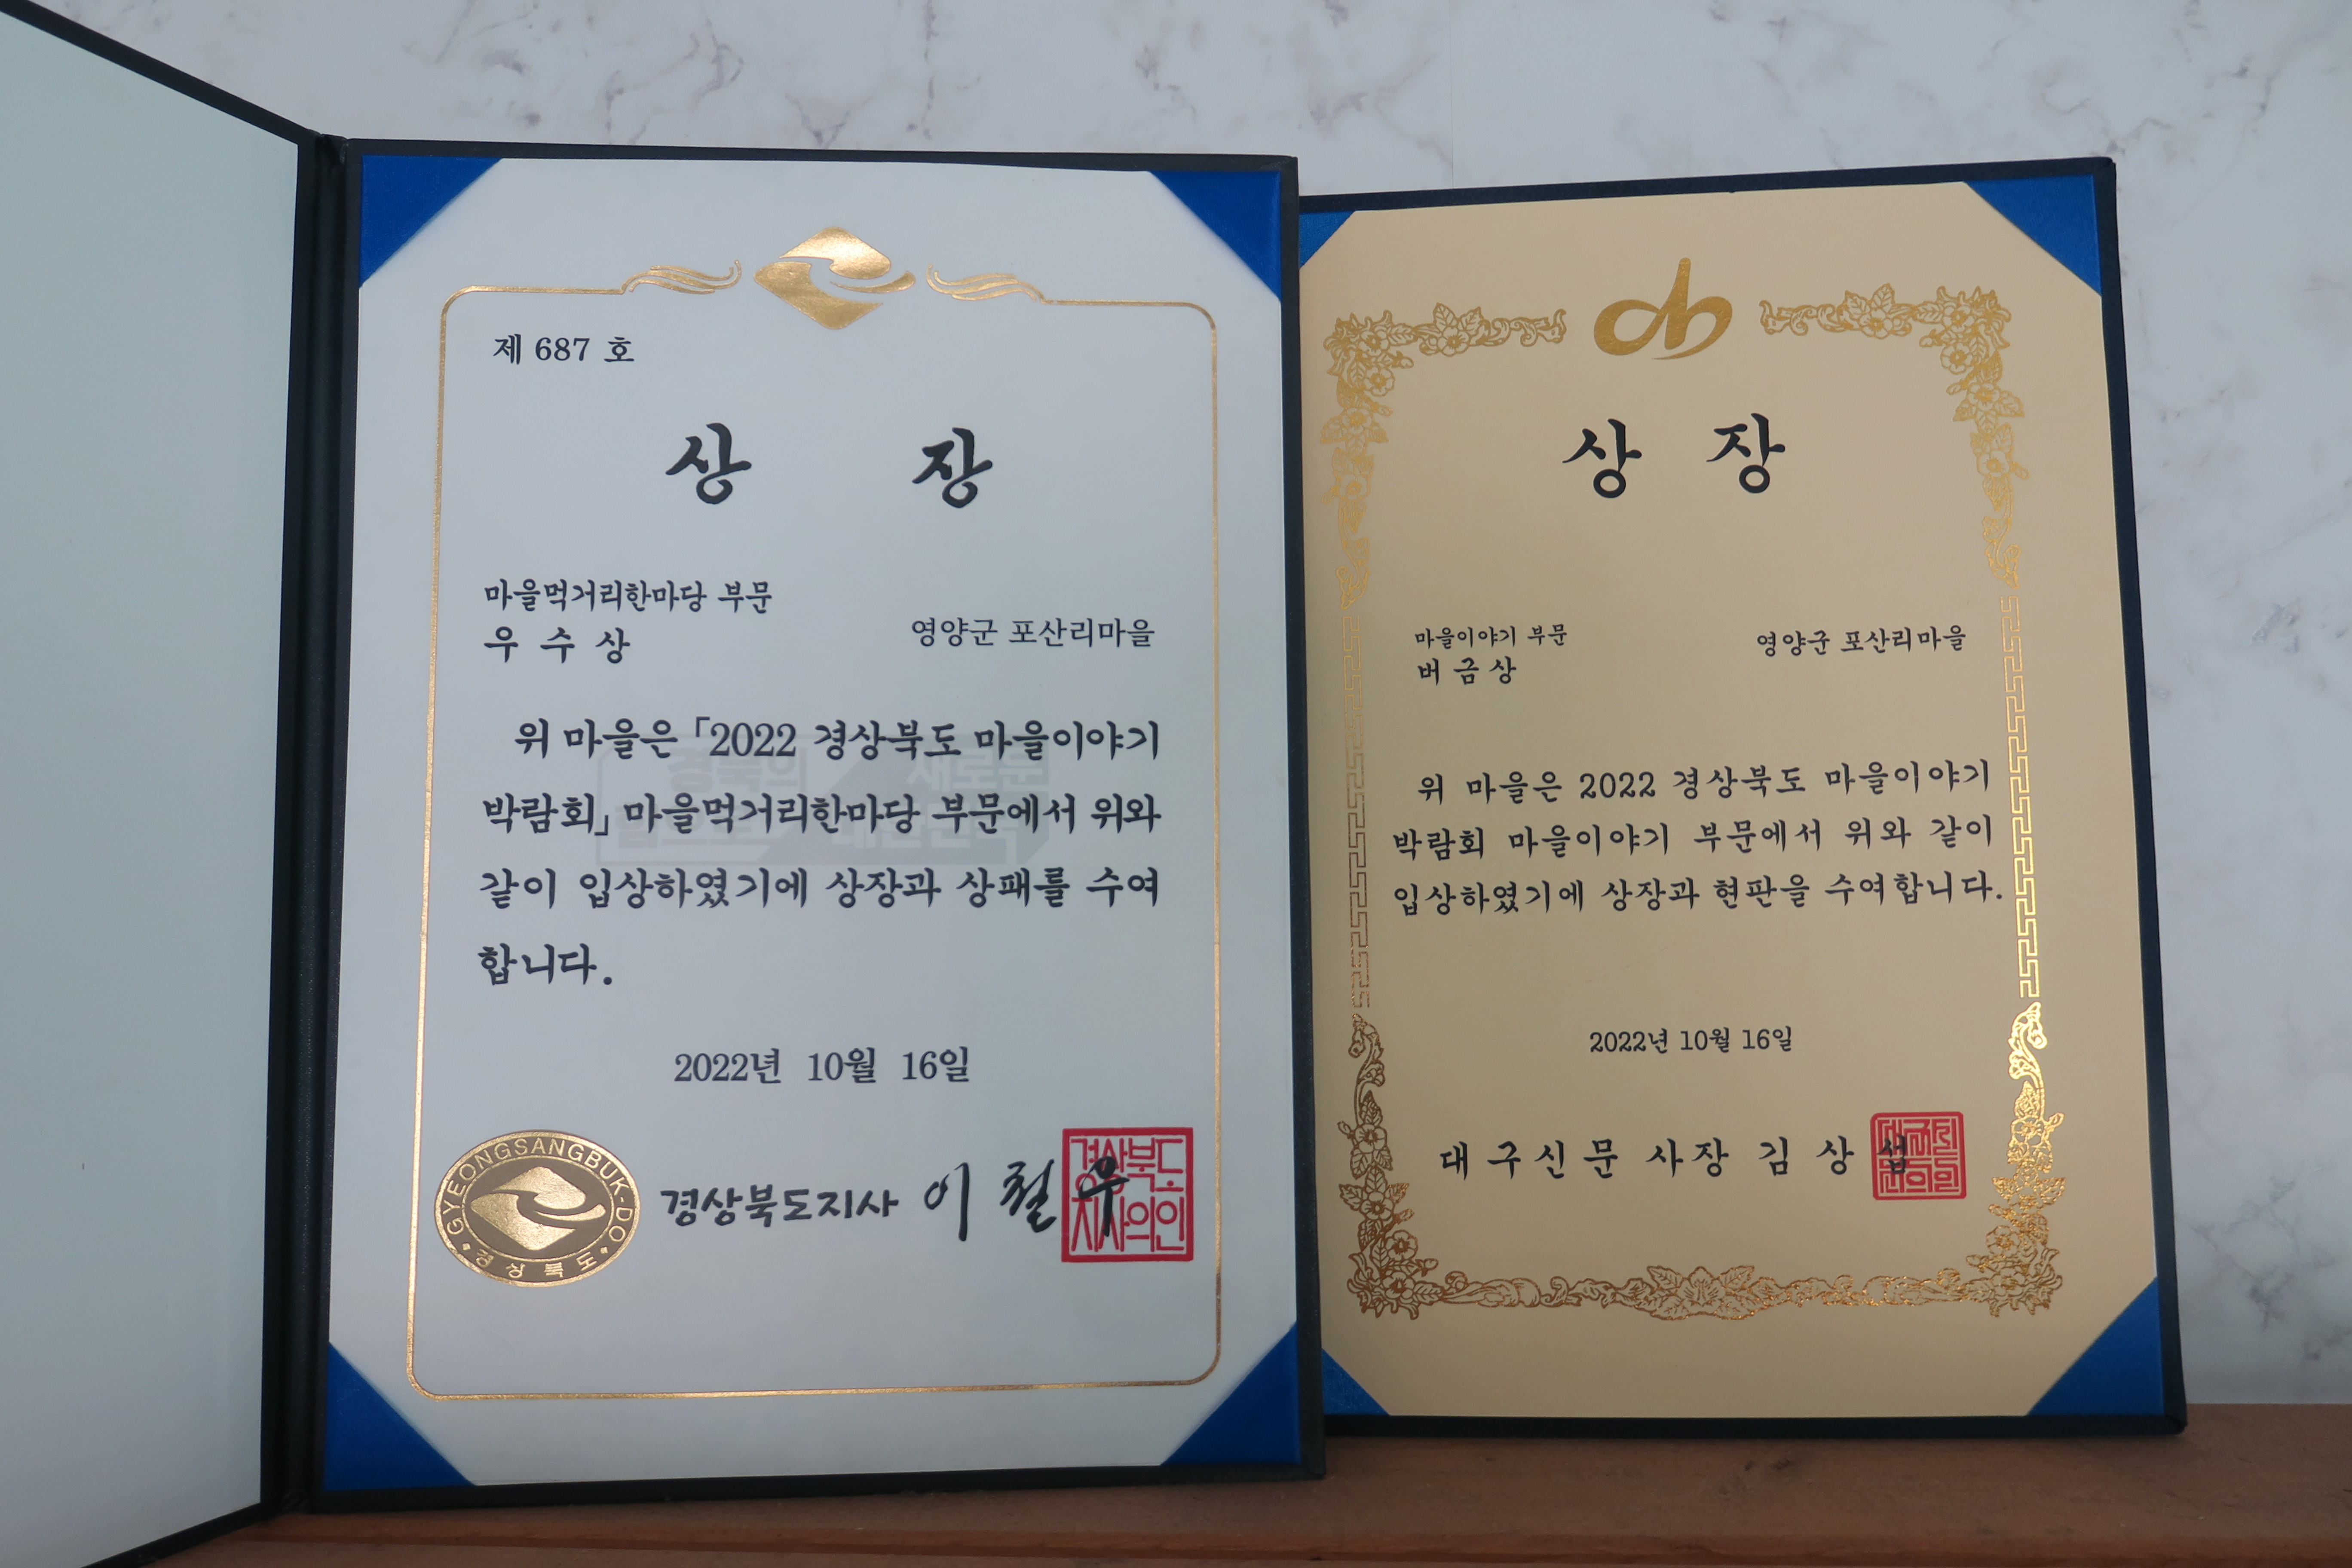 제 687 호
상 장
마을먹거리한마당 부문
우 수 상
영양군 포산리마을
위 마을은 「2022 경상북도 마을이야기
박람회」 마을먹거리한마당 부문에서 위와
같이 입상하였기에 상장과 상패를 수여
합니다.
2022년 10월 16일
GYEONGSANGBUK-DO
경상북도
경상북도지사 이 철 우
경상북도
지사의인
상 장
마을이야기 부문
버 금 상
영양군 포산리마을
위 마을은 2022 경상북도 마을이야기
박람회 마을이야기 부문에서 위와 같이
입상하였기에 상장과 현판을 수여합니다.
2022년 10월 16일
대구신문 사장 김 상 섭